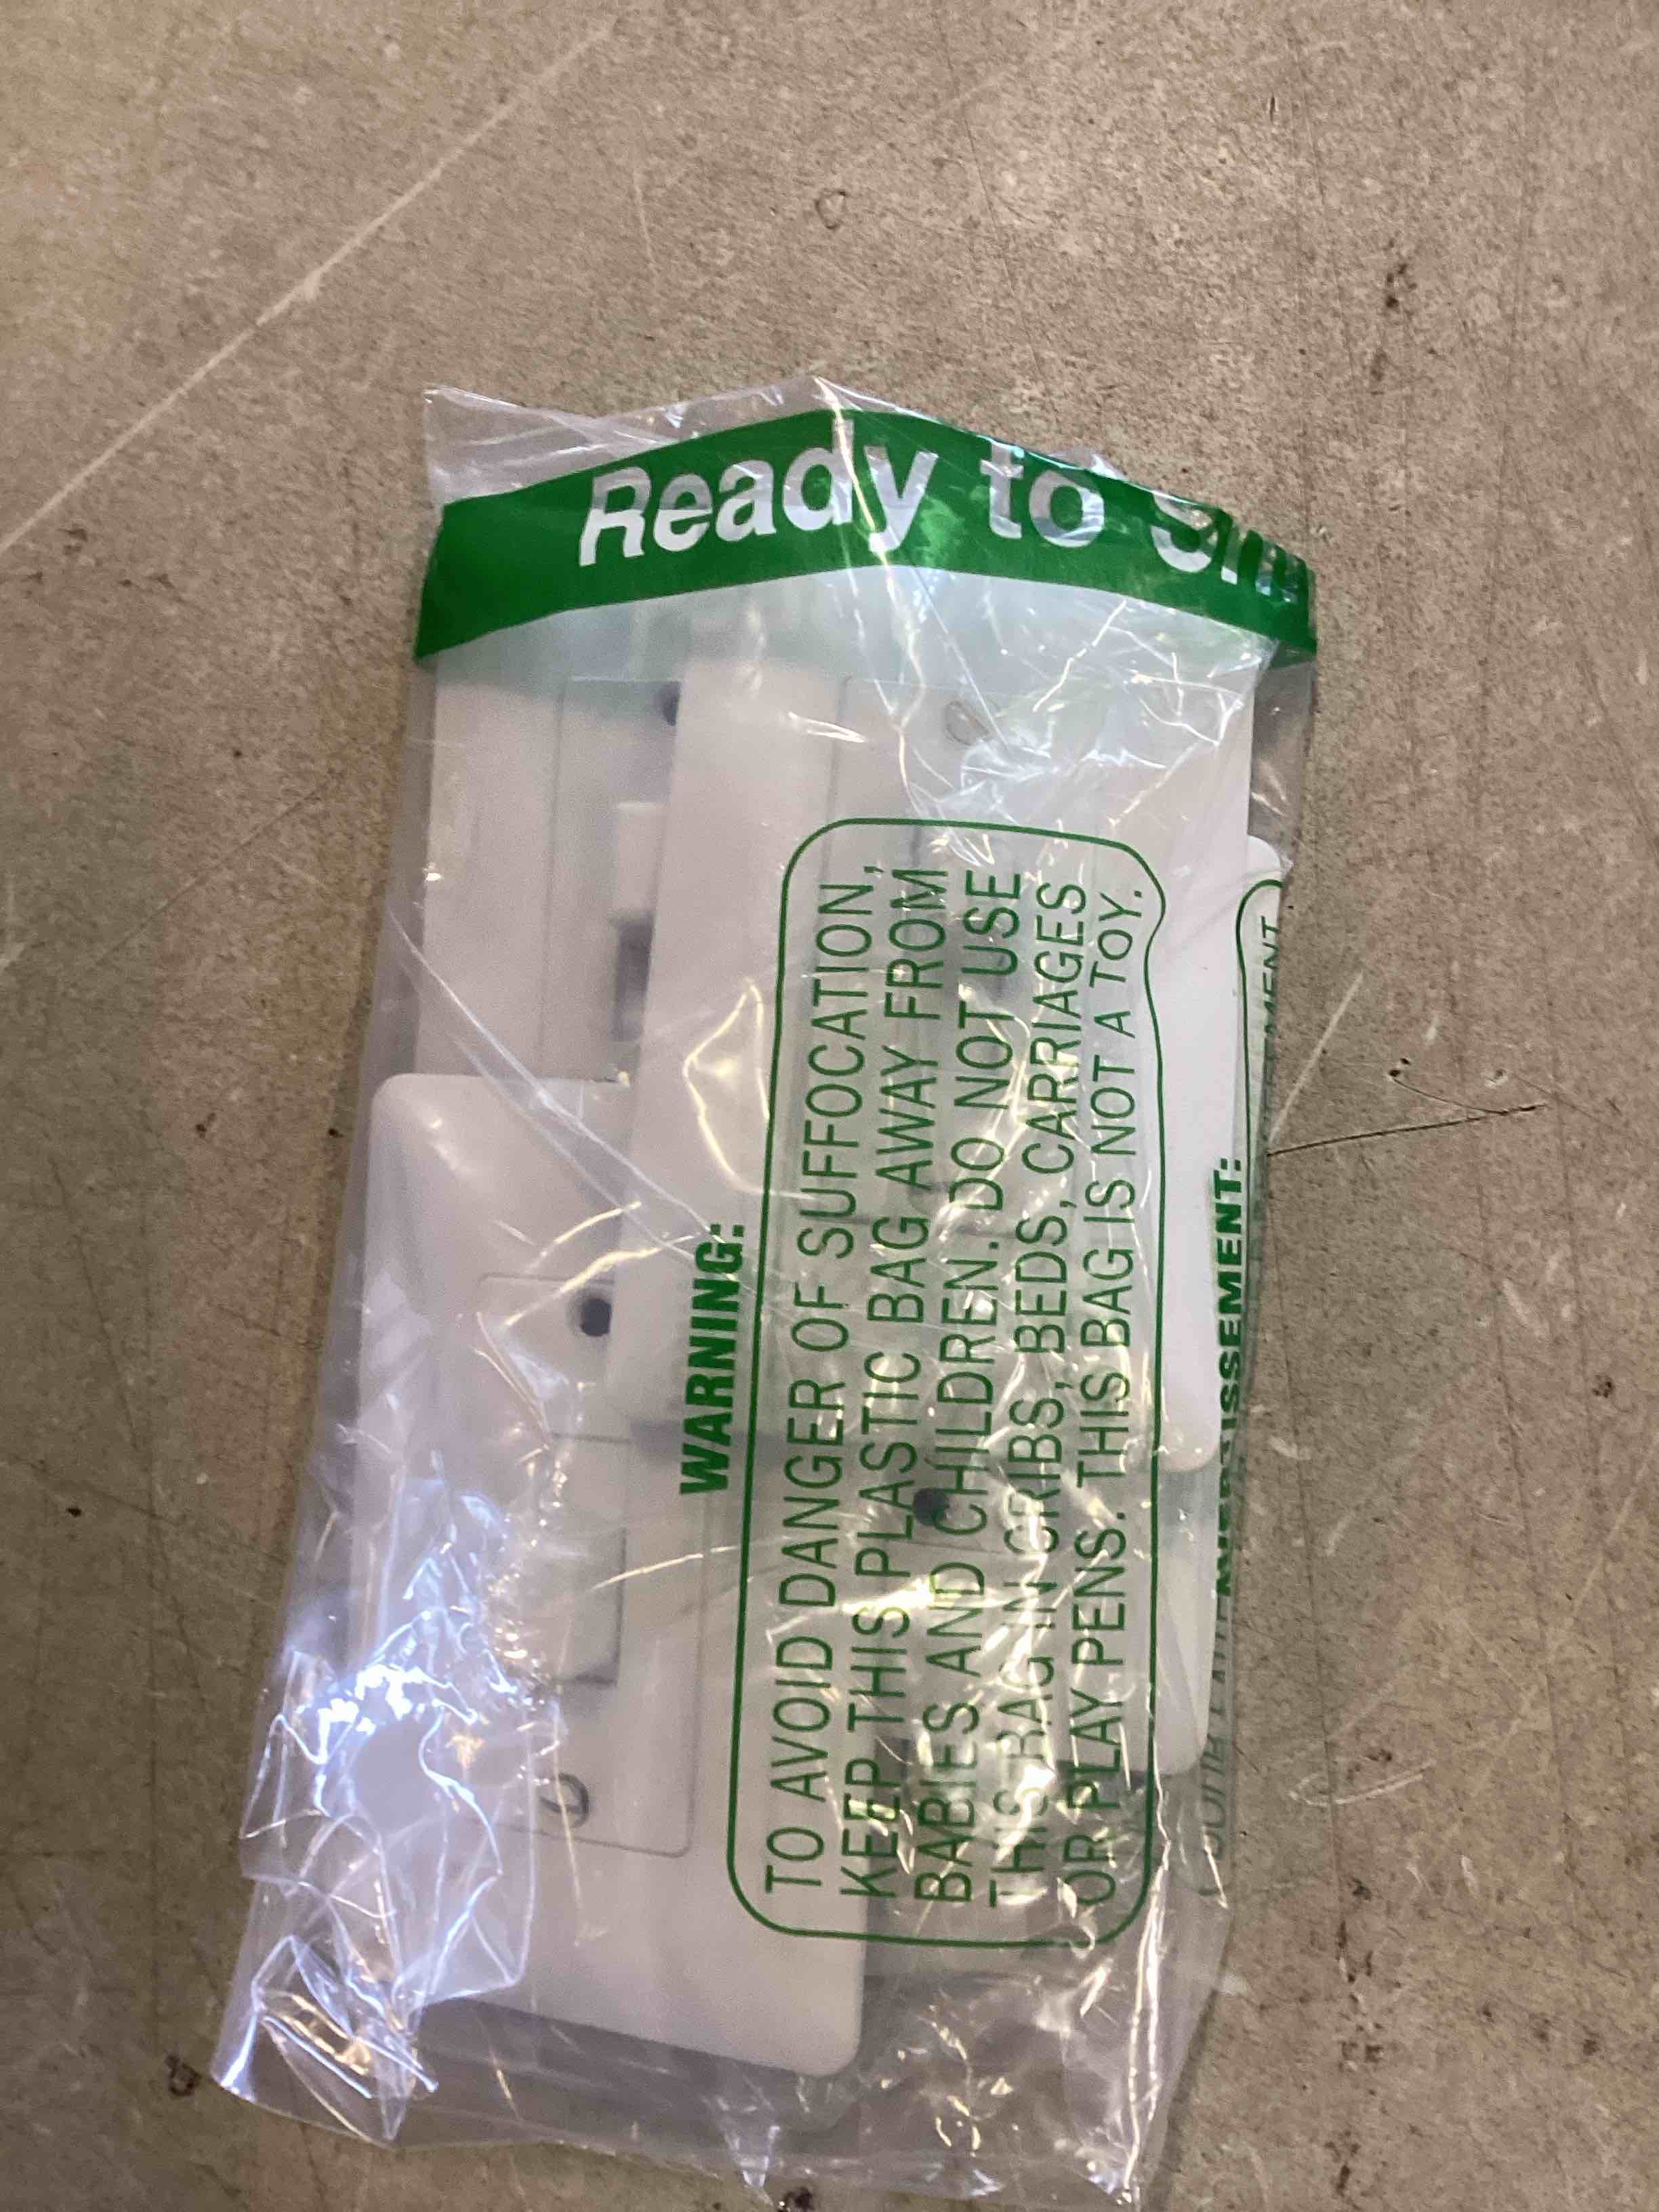 Ready to
WARNING:
TO AVOID DANGER OF SUFFOCATION,
KEEP THIS PLASTIC BAG AWAY FROM
BABIES AND CHILDREN. DO NOT USE
THIS BAG IN CRIBS, BEDS, CARRIAGES
OR PLAY PENS. THIS BAG IS NOT A TOY.